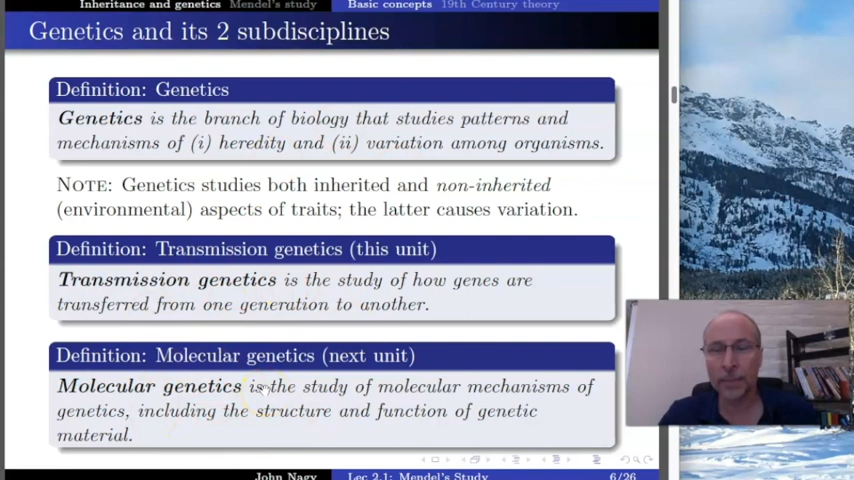 Inheritance and genetics Mendel's study Basic concepts 19th Century theory
Genetics and its 2 subdisciplines
Definition: Genetics
Genetics is the branch of biology that studies patterns and
mechanisms of (i) heredity and (ii) variation among organisms.
NOTE: Genetics studies both inherited and non-inherited
(environmental) aspects of traits; the latter causes variation.
Definition: Transmission genetics (this unit)
Transmission genetics is the study of how genes are
transferred from one generation to another.
Definition: Molecular genetics (next unit)
Molecular genetics is the study of molecular mechanisms of
genetics, including the structure and function of genetic
material.
John Nagy Lec 2.1: Mendel's Study 6/26